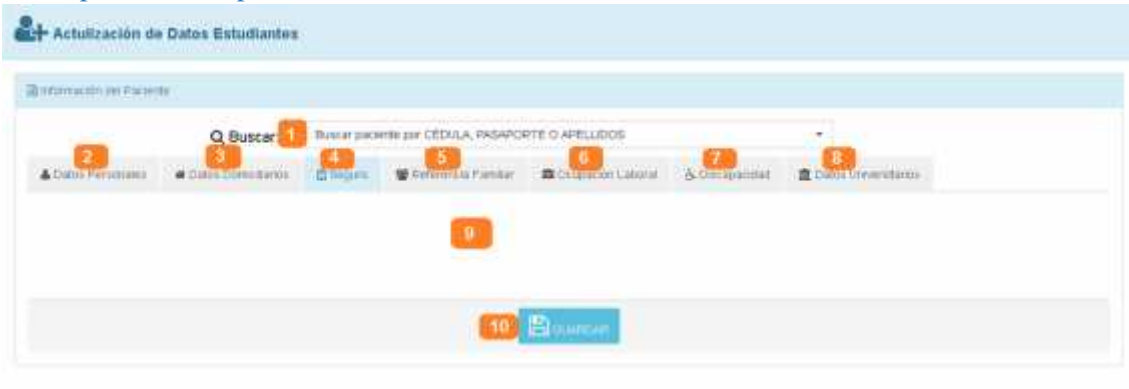 Actulización de Datos Estudiantes
Información del Paciente
Buscar 1 Buscar paciente por CÉDULA, PASAPORTE O APELLIDOS
2 3 4 5 6 7 8
Datos Personales Datos Domiciliarios Seguro Referencia Familiar Ocupación Laboral Discapacidad Datos Universitarios
9
10 GUARDAR